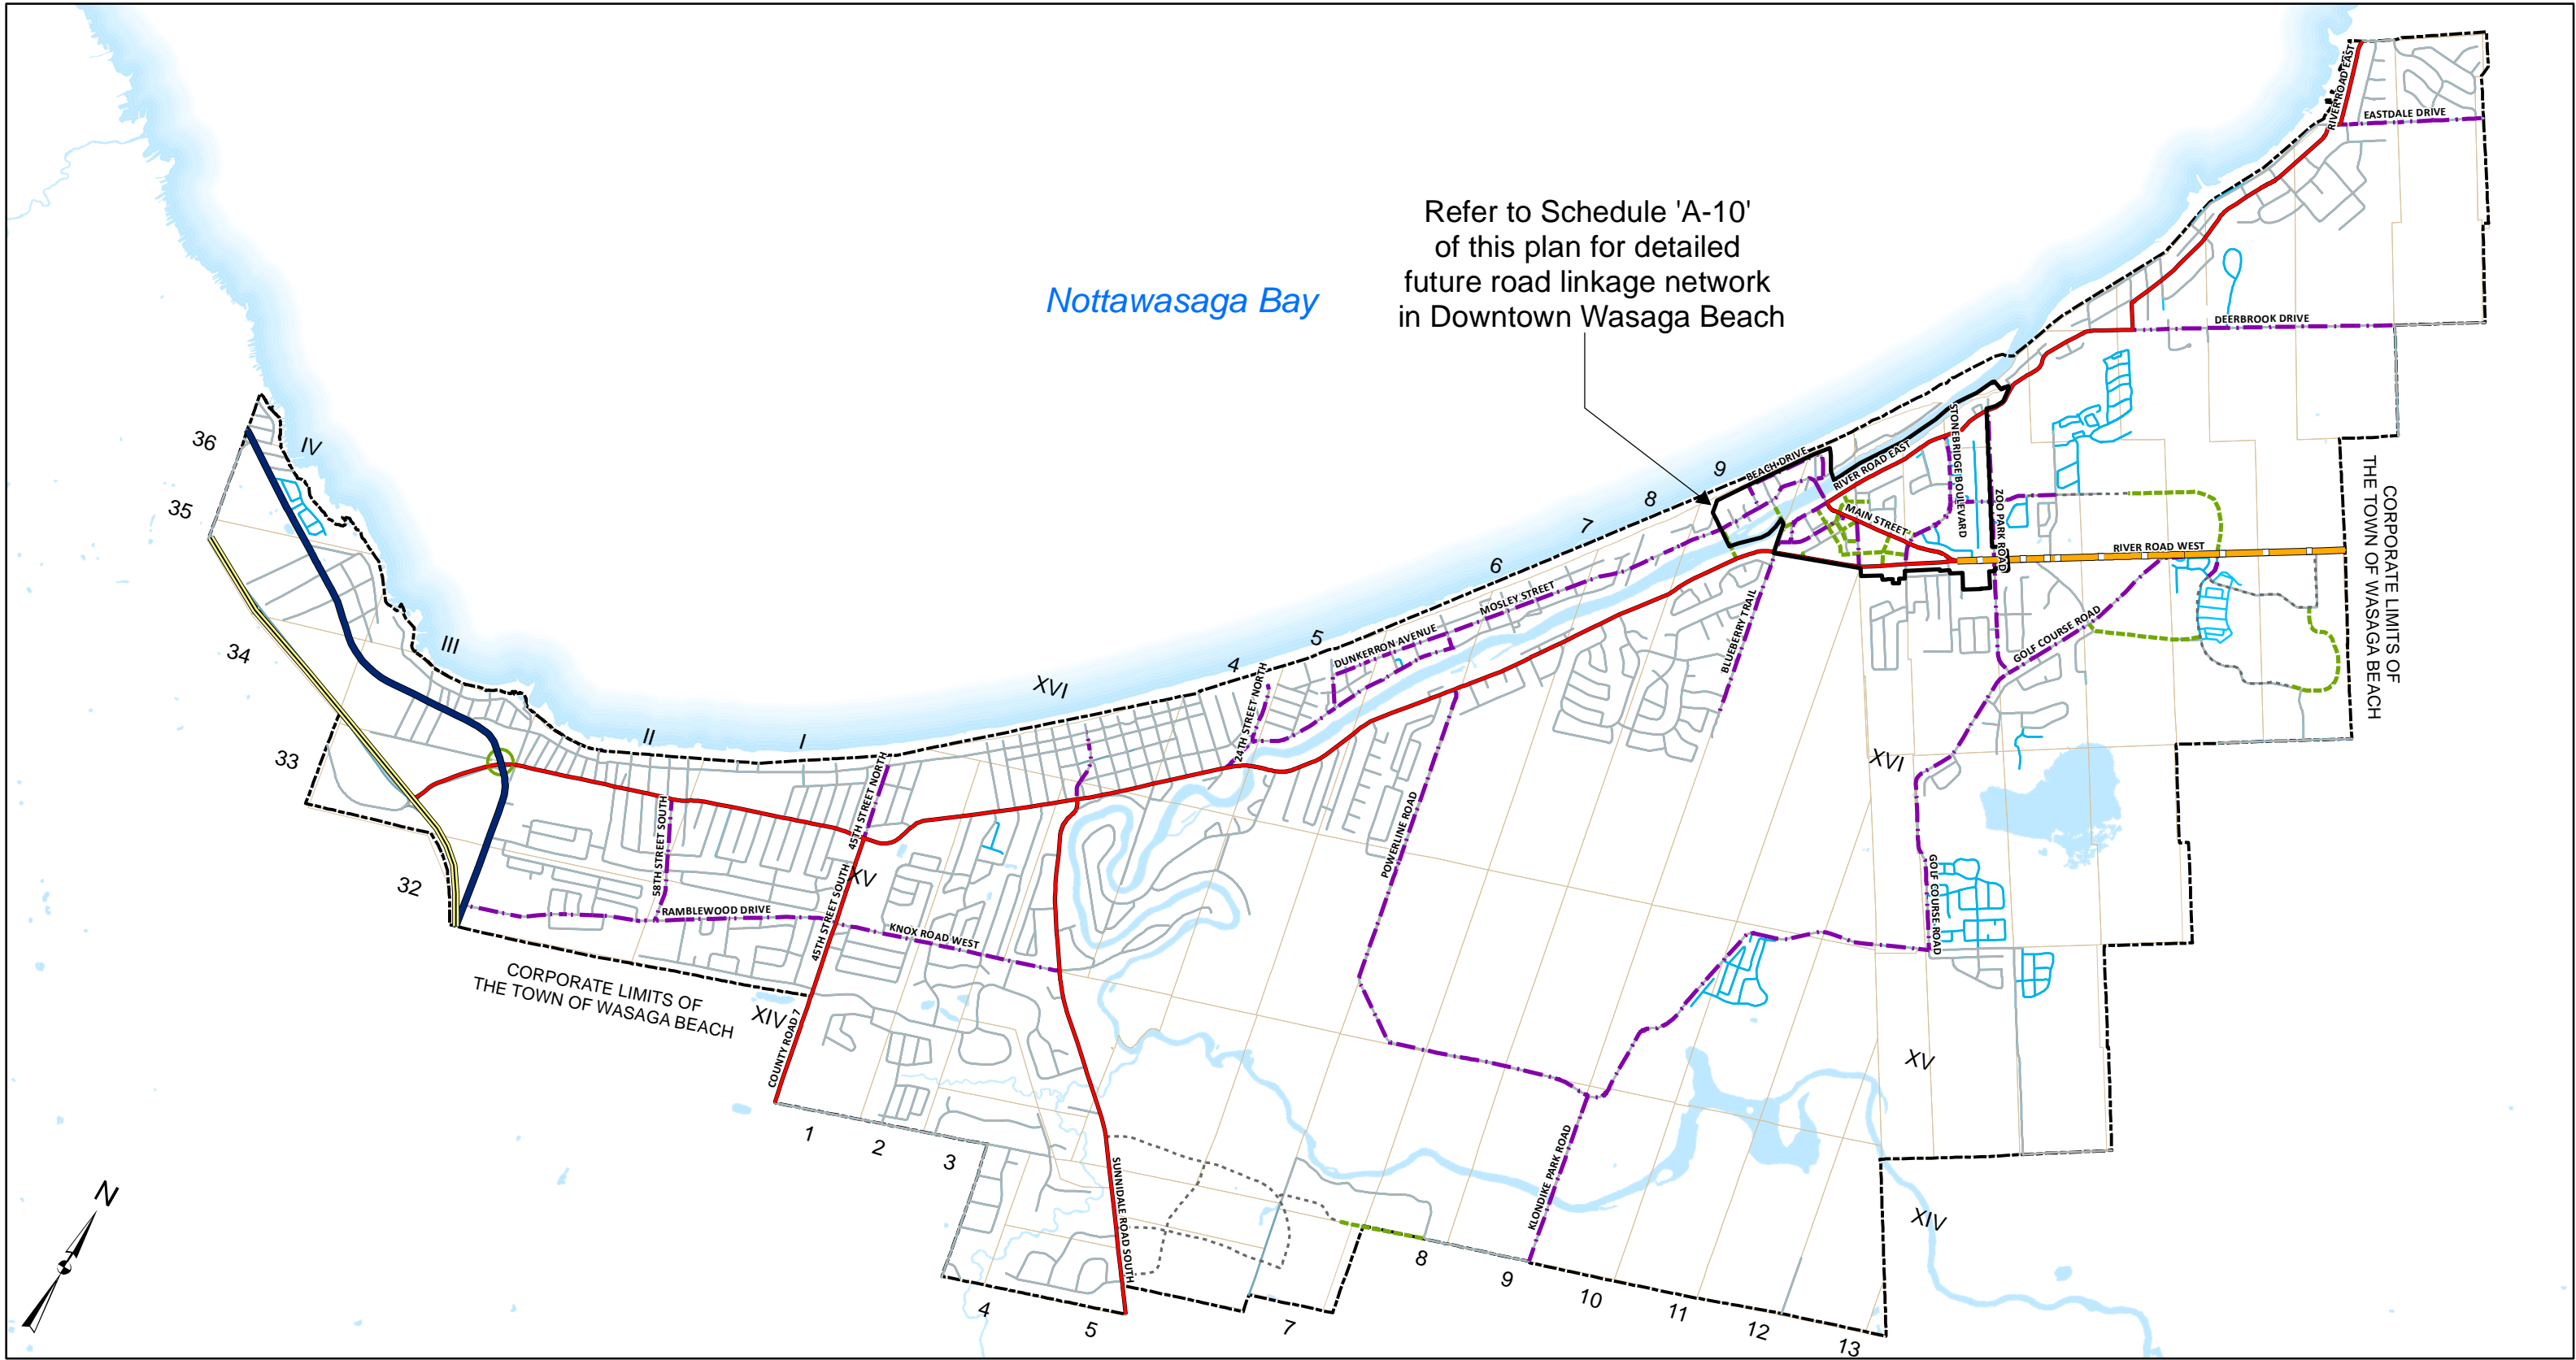 RIVER ROAD EAST
EASTDALE DRIVE
Refer to Schedule 'A-10'
of this plan for detailed
future road linkage network
in Downtown Wasaga Beach
Nottawasaga Bay
DEERBROOK DRIVE
36
IV
35
34
III
33
32
II
I
XVI
4
5
6
7
8
9
BEACH DRIVE
RIVER ROAD EAST
STONEBRIDGE BOULEVARD
MAIN STREET
ZOO PARK ROAD
RIVER ROAD WEST
CORPORATE LIMITS OF
THE TOWN OF WASAGA BEACH
MOSLEY STREET
DUNKERRON AVENUE
24TH STREET NORTH
BLUEBERRY TRAIL
GOLF COURSE ROAD
45TH STREET NORTH
58TH STREET SOUTH
45TH STREET SOUTH
XV
POWERLINE ROAD
XVI
GOLF COURSE ROAD
RAMBLEWOOD DRIVE
45TH STREET SOUTH
KNOX ROAD WEST
CORPORATE LIMITS OF
THE TOWN OF WASAGA BEACH
XIV
COUNTY ROAD 7
XV
1
2
3
SUNNIDALE ROAD SOUTH
KLONDIKE PARK ROAD
XIV
N
4
5
7
8
9
10
11
12
13